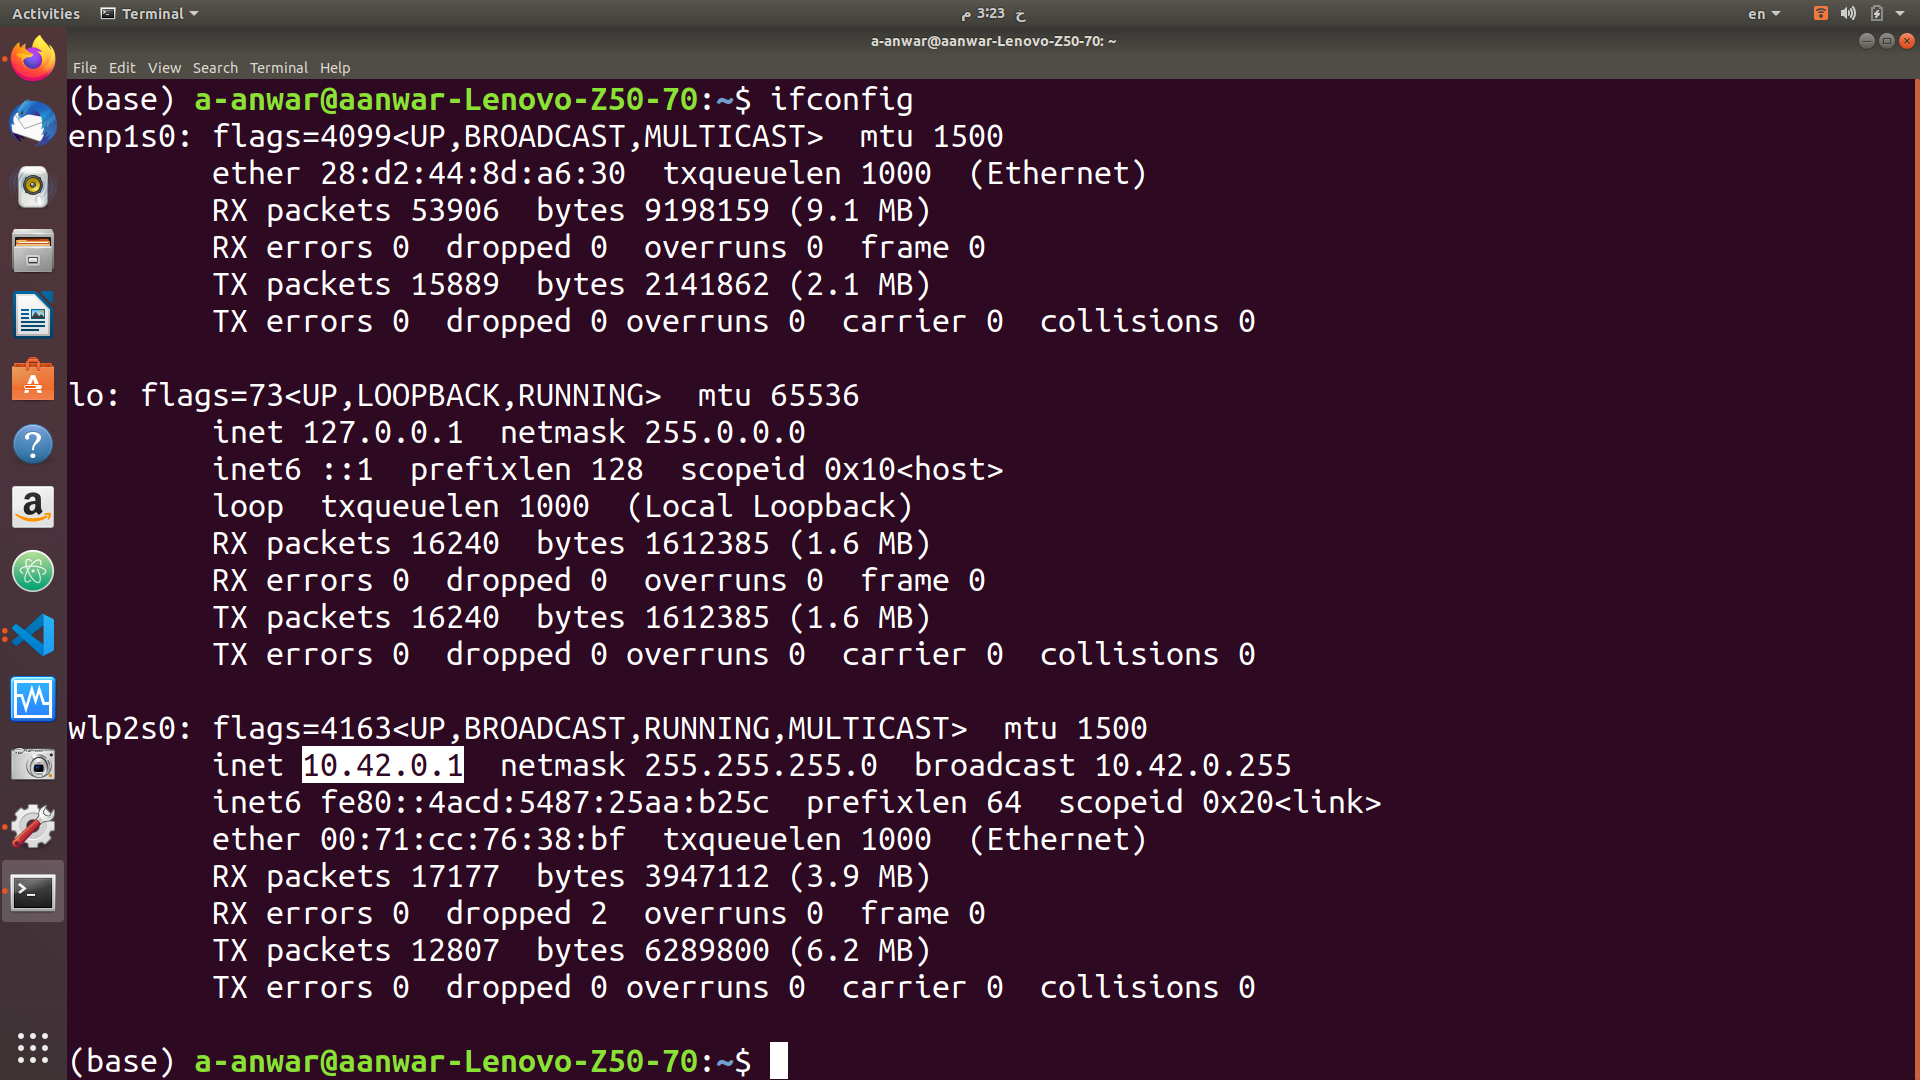 Activities Terminal خ 3:23 م en
a-anwar@aanwar-Lenovo-Z50-70: ~
File Edit View Search Terminal Help
(base) a-anwar@aanwar-Lenovo-Z50-70:~$ ifconfig
enp1s0: flags=4099<UP,BROADCAST,MULTICAST>  mtu 1500
        ether 28:d2:44:8d:a6:30  txqueuelen 1000  (Ethernet)
        RX packets 53906  bytes 9198159 (9.1 MB)
        RX errors 0  dropped 0  overruns 0  frame 0
        TX packets 15889  bytes 2141862 (2.1 MB)
        TX errors 0  dropped 0 overruns 0  carrier 0  collisions 0
lo: flags=73<UP,LOOPBACK,RUNNING>  mtu 65536
        inet 127.0.0.1  netmask 255.0.0.0
        inet6 ::1  prefixlen 128  scopeid 0x10<host>
        loop  txqueuelen 1000  (Local Loopback)
        RX packets 16240  bytes 1612385 (1.6 MB)
        RX errors 0  dropped 0  overruns 0  frame 0
        TX packets 16240  bytes 1612385 (1.6 MB)
        TX errors 0  dropped 0 overruns 0  carrier 0  collisions 0
wlp2s0: flags=4163<UP,BROADCAST,RUNNING,MULTICAST>  mtu 1500
        inet 10.42.0.1  netmask 255.255.255.0  broadcast 10.42.0.255
        inet6 fe80::4acd:5487:25aa:b25c  prefixlen 64  scopeid 0x20<link>
        ether 00:71:cc:76:38:bf  txqueuelen 1000  (Ethernet)
        RX packets 17177  bytes 3947112 (3.9 MB)
        RX errors 0  dropped 2  overruns 0  frame 0
        TX packets 12807  bytes 6289800 (6.2 MB)
        TX errors 0  dropped 0 overruns 0  carrier 0  collisions 0
(base) a-anwar@aanwar-Lenovo-Z50-70:~$